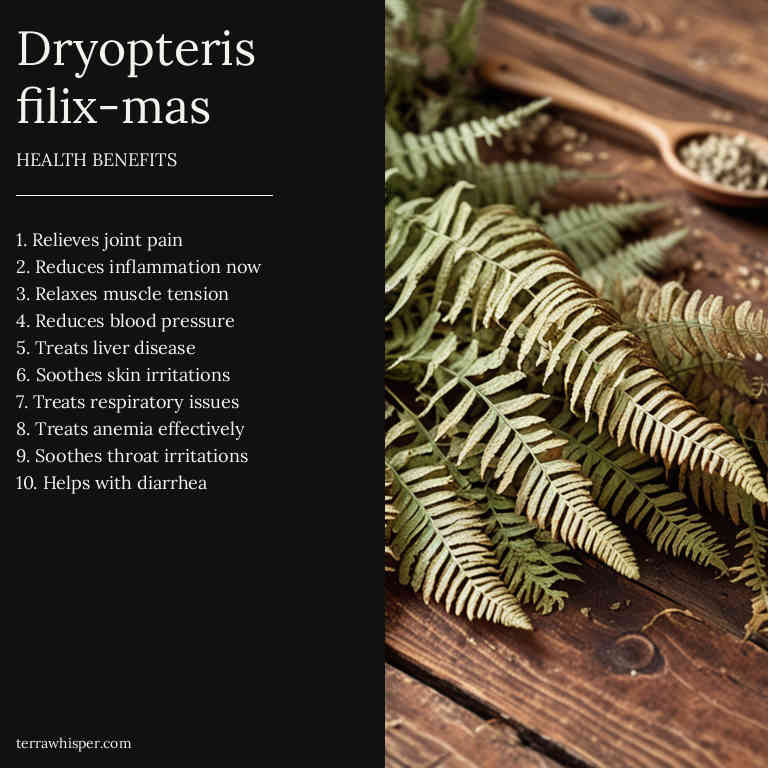 Dryopteris
filix-mas
HEALTH BENEFITS
1. Relieves joint pain
2. Reduces inflammation now
3. Relaxes muscle tension
4. Reduces blood pressure
5. Treats liver disease
6. Soothes skin irritations
7. Treats respiratory issues
8. Treats anemia effectively
9. Soothes throat irritations
10. Helps with diarrhea
terrawhisper.com